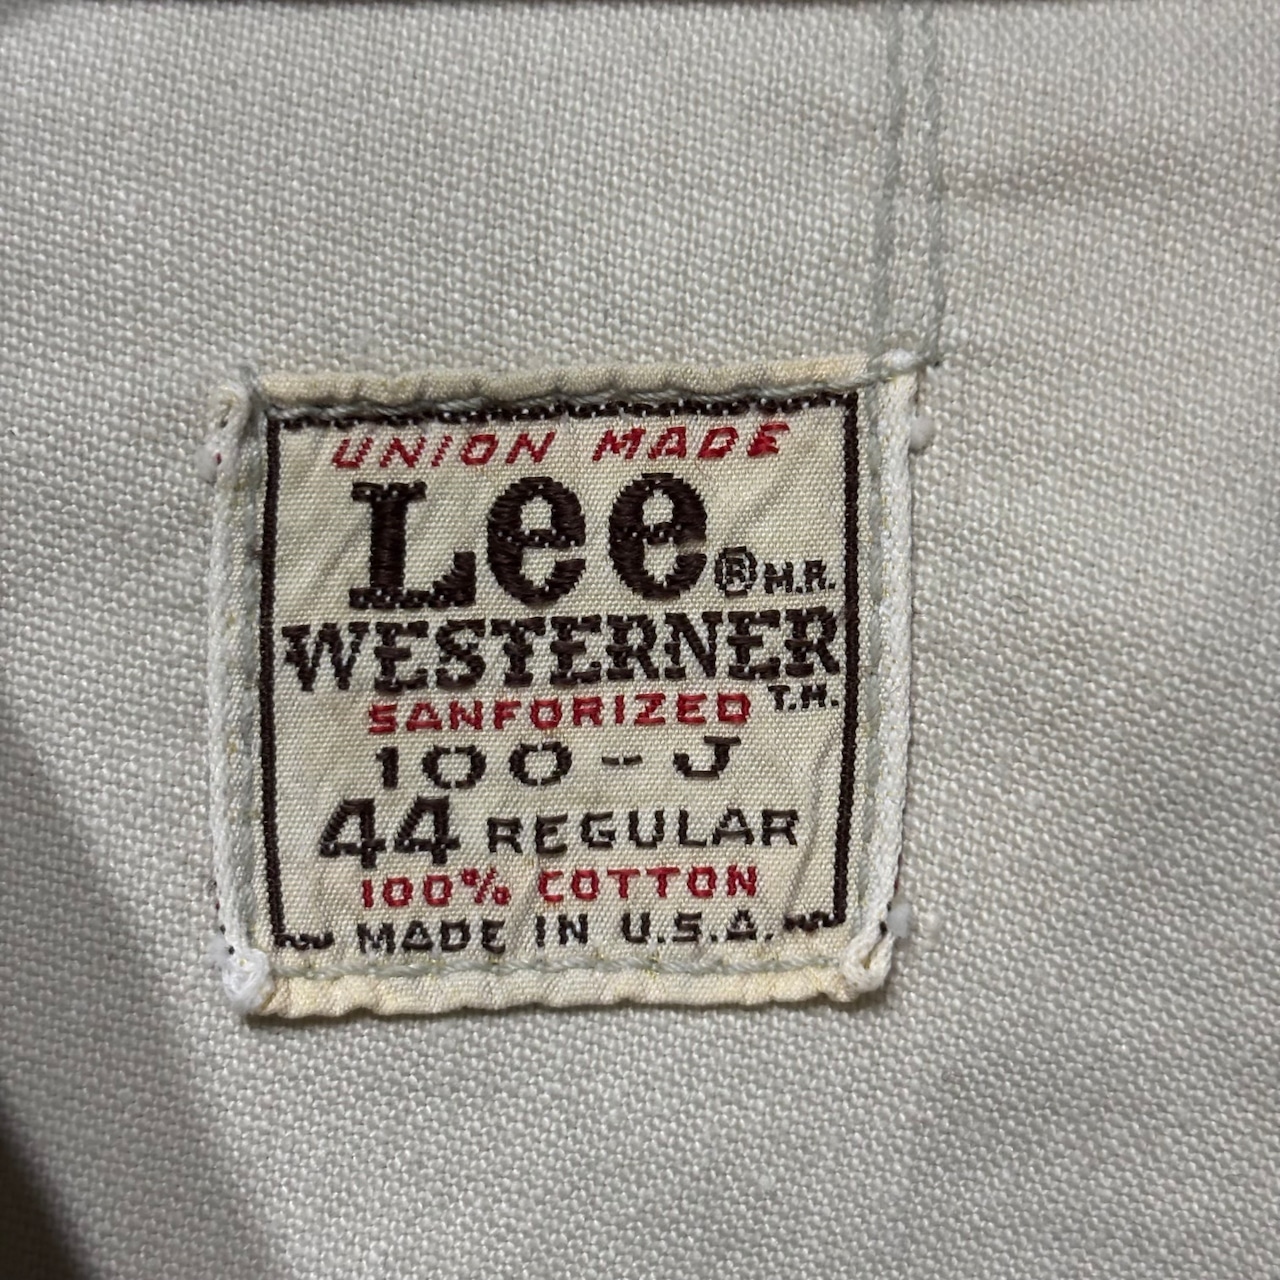 UNION MADE
Lee® M.R.
WESTERNER
T.M.
SANFORIZED
100-J
44 REGULAR
100% COTTON
MADE IN U.S.A.